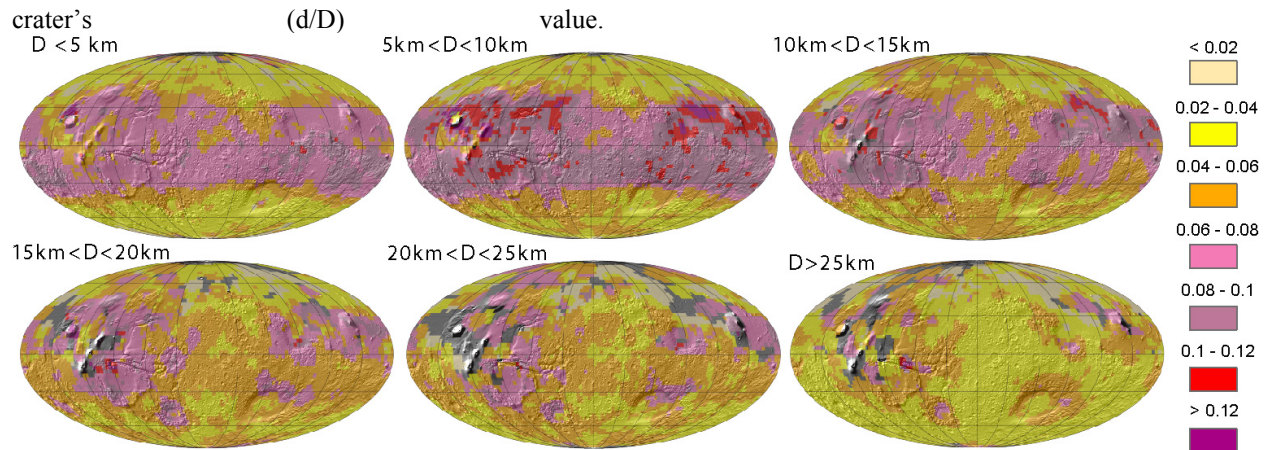 crater's (d/D) value.
D <5 km
5km<D<10km
10km<D<15km
15km<D<20km
20km<D<25km
D>25km
< 0.02
0.02 - 0.04
0.04 - 0.06
0.06 - 0.08
0.08 - 0.1
0.1 - 0.12
> 0.12